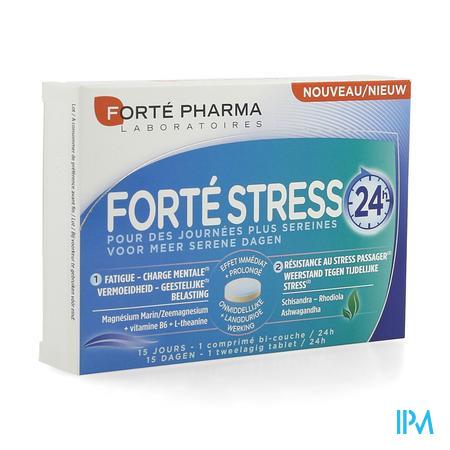 NOUVEAU/NIEUW
FORTÉ PHARMA
LABORATOIRES
FORTÉ STRESS 24h
POUR DES JOURNÉES PLUS SEREINES
VOOR MEER SERENE DAGEN
1 FATIGUE – CHARGE MENTALE
VERMOEIDHEID – GEESTELIJKE
BELASTING
Magnésium Marin/Zeemagnesium
+ vitamine B6 + L-theanine
EFFET IMMÉDIAT
+ PROLONGÉ
ONMIDDELLIJKE
+ LANGDURIGE
WERKING
2 RÉSISTANCE AU STRESS PASSAGER
WEERSTAND TEGEN TIJDELIJKE
STRESS
Schisandra – Rhodiola
Ashwagandha
15 JOURS - 1 comprimé bi-couche / 24h
15 DAGEN - 1 tweelagig tablet / 24h
IPM